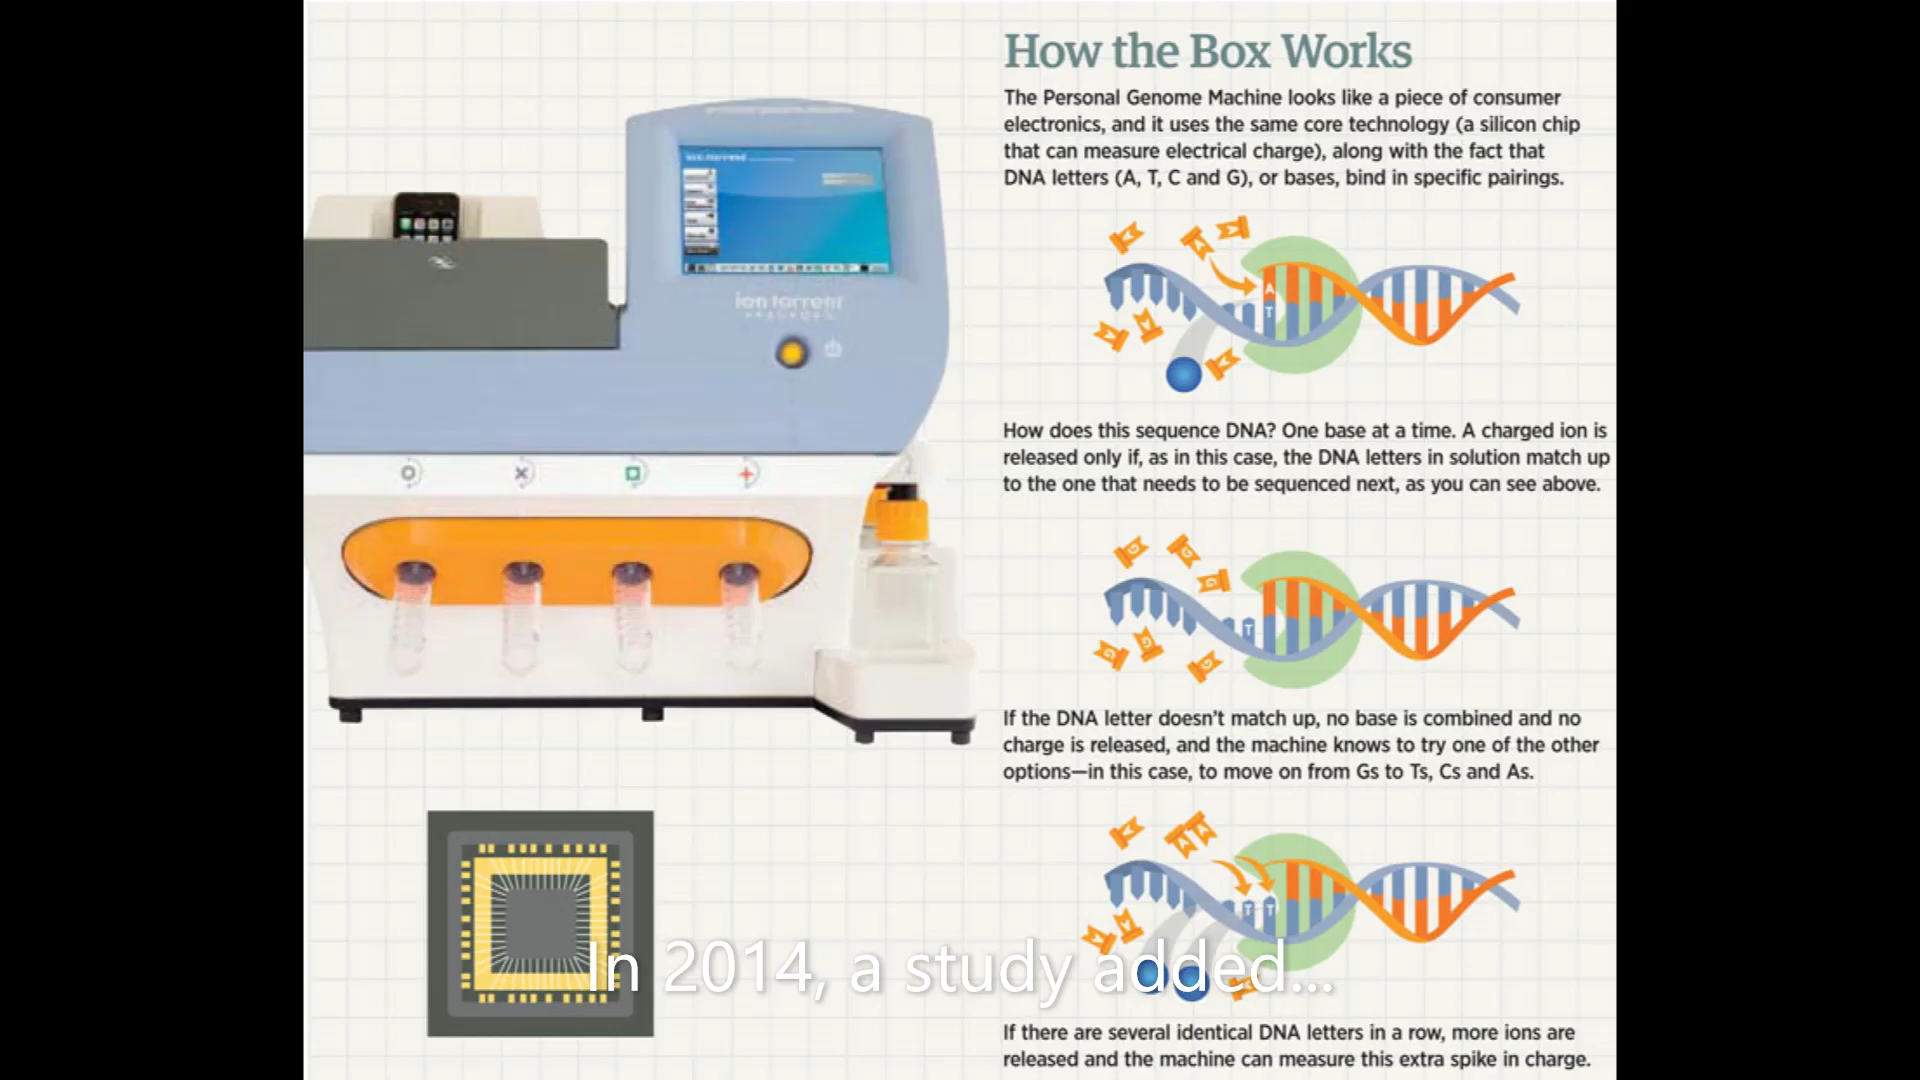 How the Box Works
The Personal Genome Machine looks like a piece of consumer
electronics, and it uses the same core technology (a silicon chip
that can measure electrical charge), along with the fact that
DNA letters (A, T, C and G), or bases, bind in specific pairings.
ion torrent
A
T
How does this sequence DNA? One base at a time. A charged ion is
released only if, as in this case, the DNA letters in solution match up
to the one that needs to be sequenced next, as you can see above.
G
G
G
T
G
G
G
If the DNA letter doesn't match up, no base is combined and no
charge is released, and the machine knows to try one of the other
options—in this case, to move on from Gs to Ts, Cs and As.
A
T T
In 2014, a study added...
If there are several identical DNA letters in a row, more ions are
released and the machine can measure this extra spike in charge.